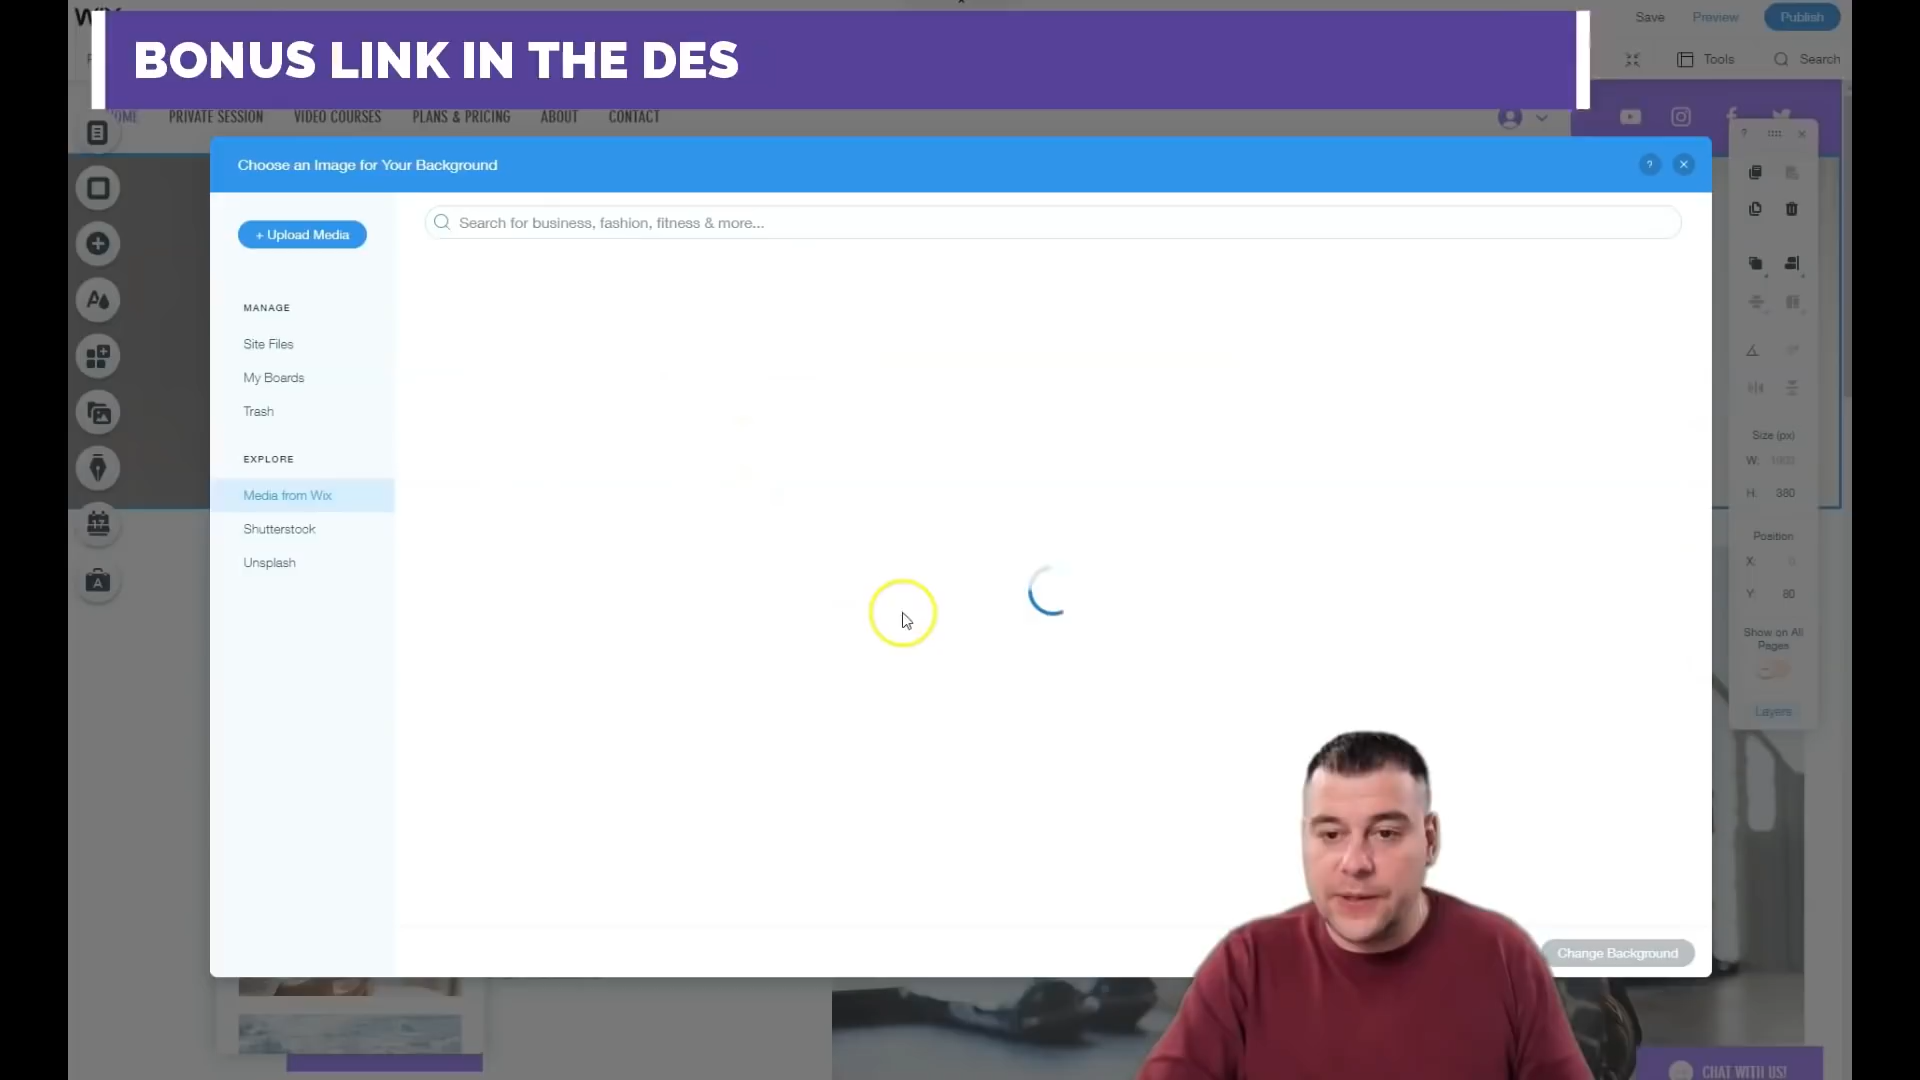 BONUS LINK IN THE DES
Save
Preview
Publish
Tools
Search
PRIVATE SESSION
VIDEO COURSES
PLANS & PRICING
ABOUT
CONTACT
Choose an Image for Your Background
?
+ Upload Media
Search for business, fashion, fitness & more...
MANAGE
Site Files
My Boards
Trash
EXPLORE
Media from Wix
Shutterstock
Unsplash
Change Background
?
Size (px)
W:
H: 380
Position
X: 0
Y: 80
Show on All
Pages
Layers
17
A
CHAT WITH US!